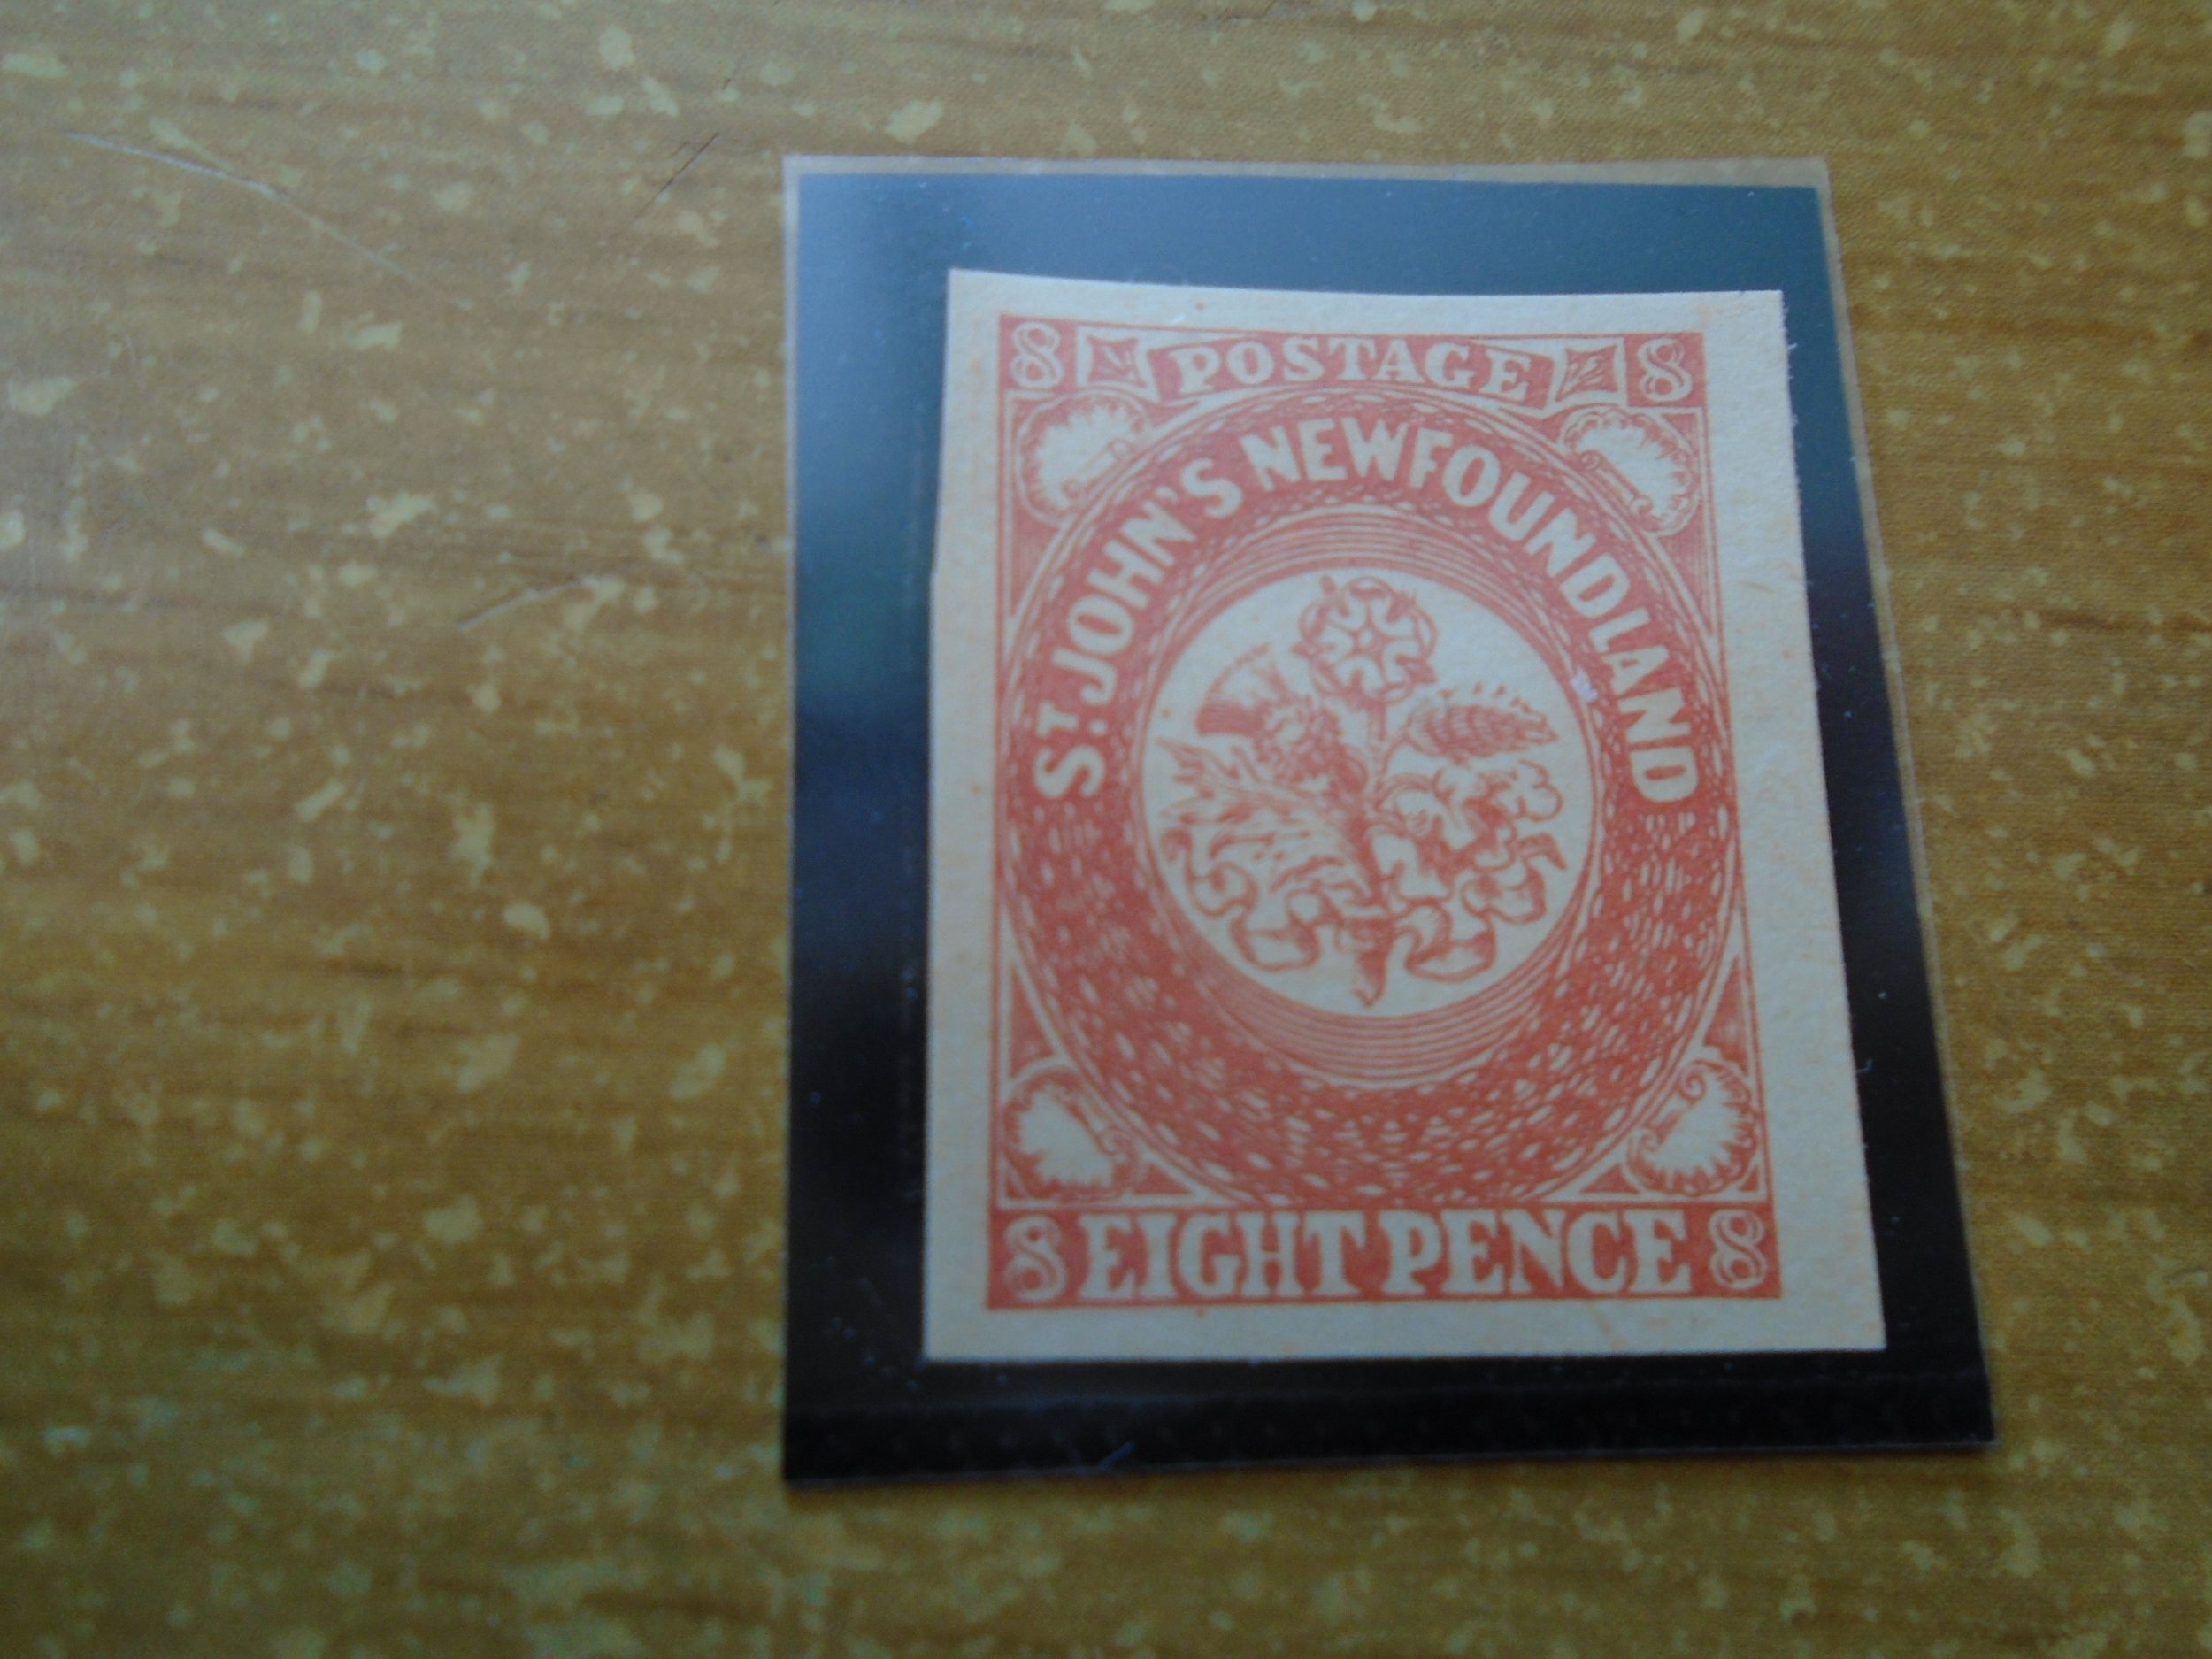 8 POSTAGE 8
ST. JOHN'S NEWFOUNDLAND
8 EIGHT PENCE 8